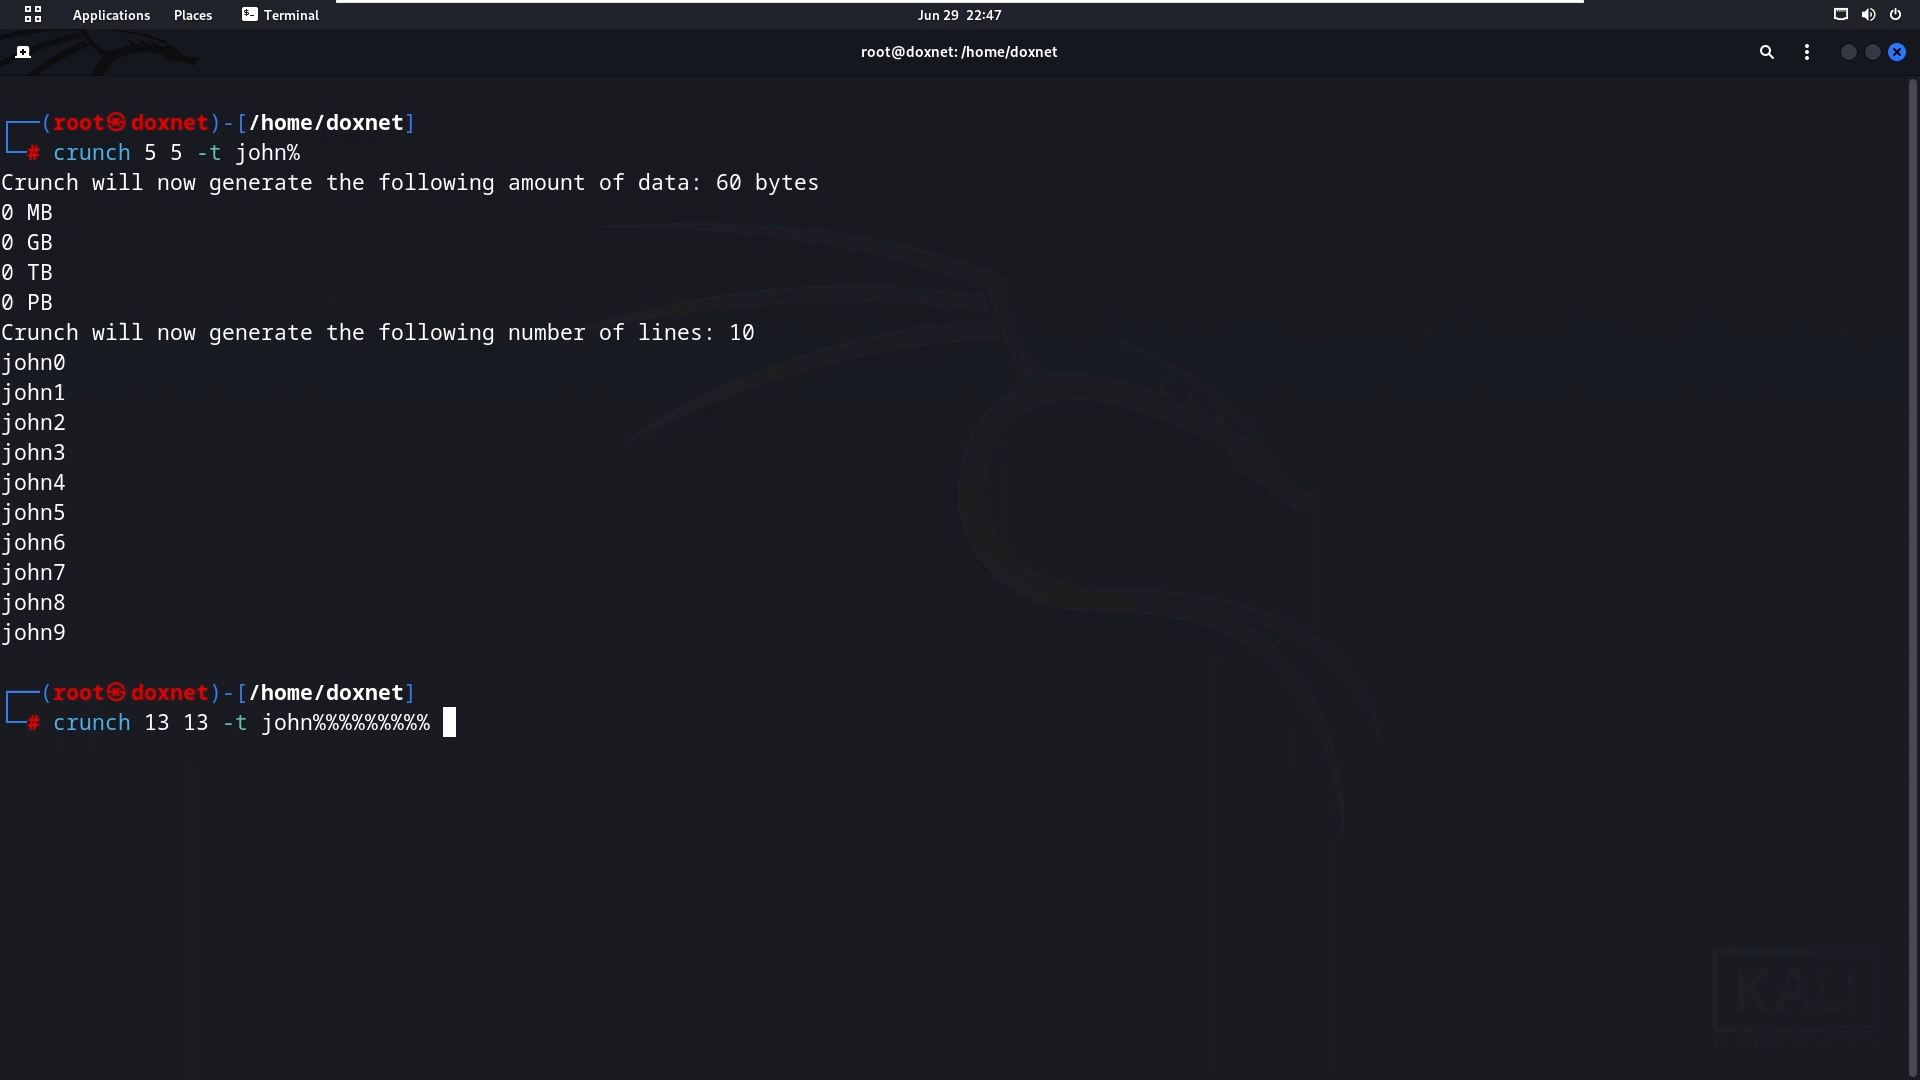 Applications Places Terminal Jun 29 22:47
root@doxnet: /home/doxnet
┌──(root㉿doxnet)-[/home/doxnet]
└─# crunch 5 5 -t john%
Crunch will now generate the following amount of data: 60 bytes
0 MB
0 GB
0 TB
0 PB
Crunch will now generate the following number of lines: 10
john0
john1
john2
john3
john4
john5
john6
john7
john8
john9
┌──(root㉿doxnet)-[/home/doxnet]
└─# crunch 13 13 -t john%%%%%%%%%
KALI